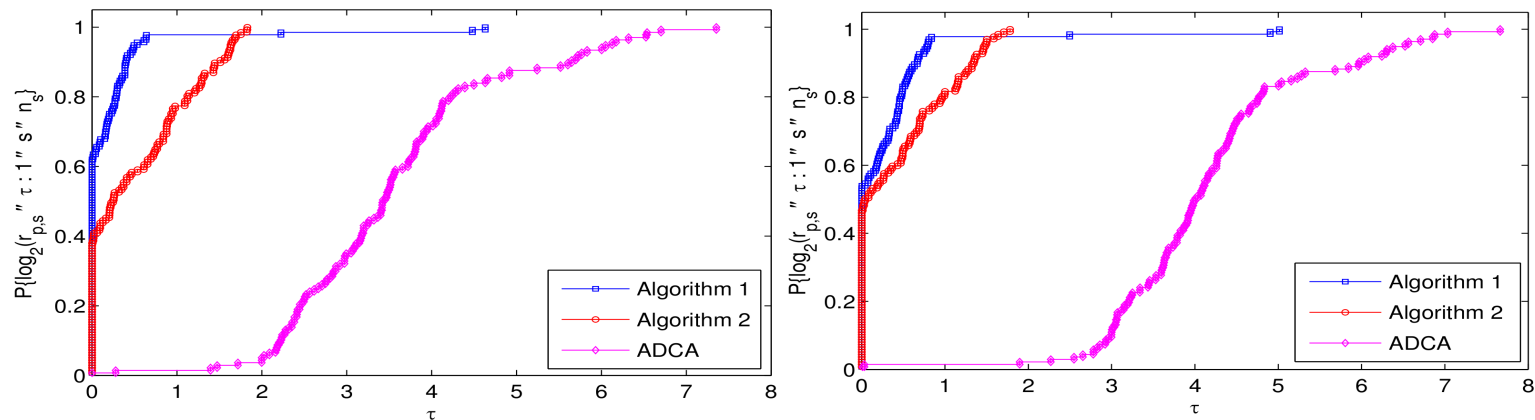 P{log2(rp,s ″ τ : 1″ s ″ ns}
1
0.8
0.6
0.4
0.2
0
0 1 2 3 4 5 6 7 8
τ
Algorithm 1
Algorithm 2
ADCA
P{log2(rp,s ″ τ : 1″ s ″ ns}
1
0.8
0.6
0.4
0.2
0
0 1 2 3 4 5 6 7 8
τ
Algorithm 1
Algorithm 2
ADCA